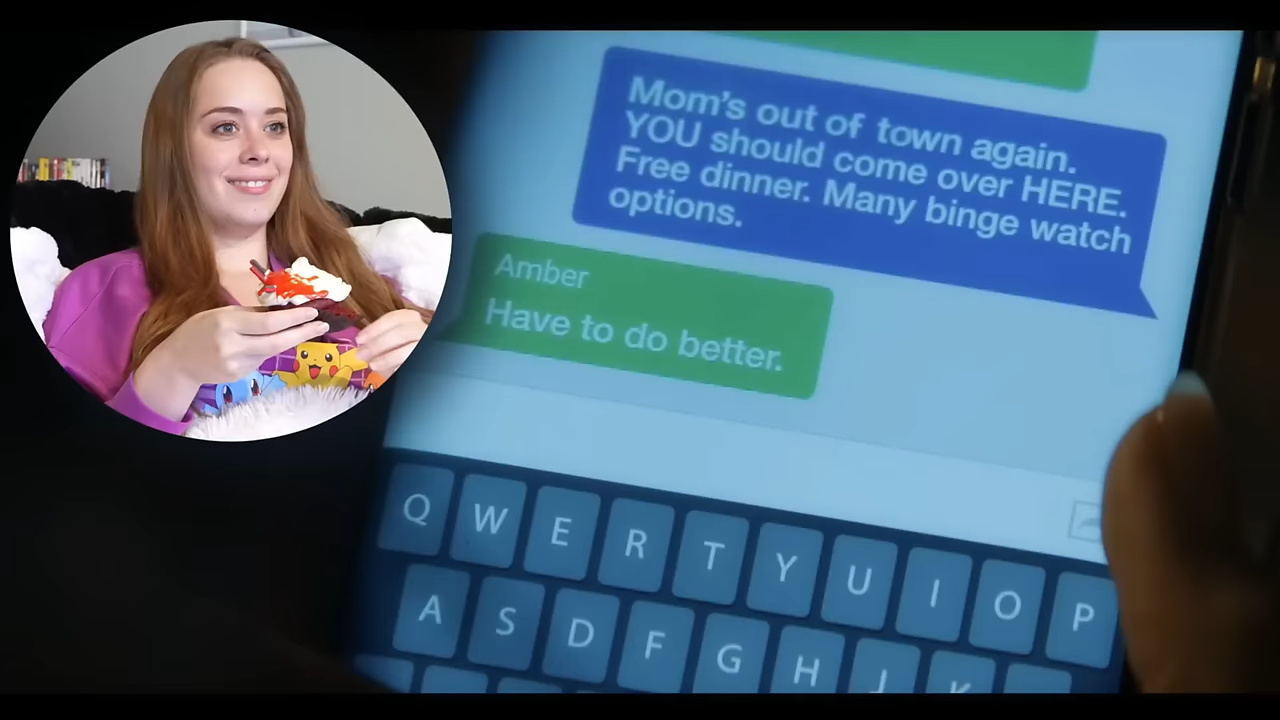 Mom's out of town again.
YOU should come over HERE.
Free dinner. Many binge watch
options.
Amber
Have to do better.
Q W E R T Y U I O P
A S D F G H J K